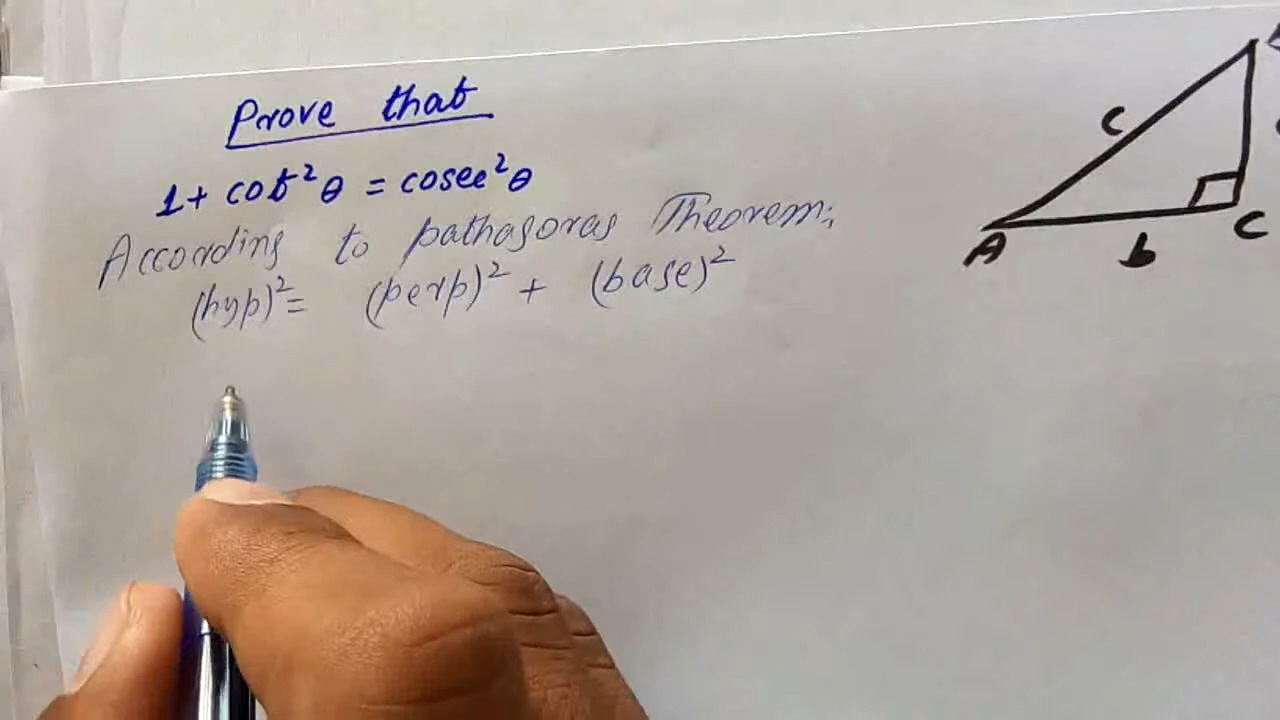 Prove that
1 + cot²θ = cosec²θ
According to pathagoras Theorem;
(hyp)² = (perp)² + (base)²
c
A
b
C